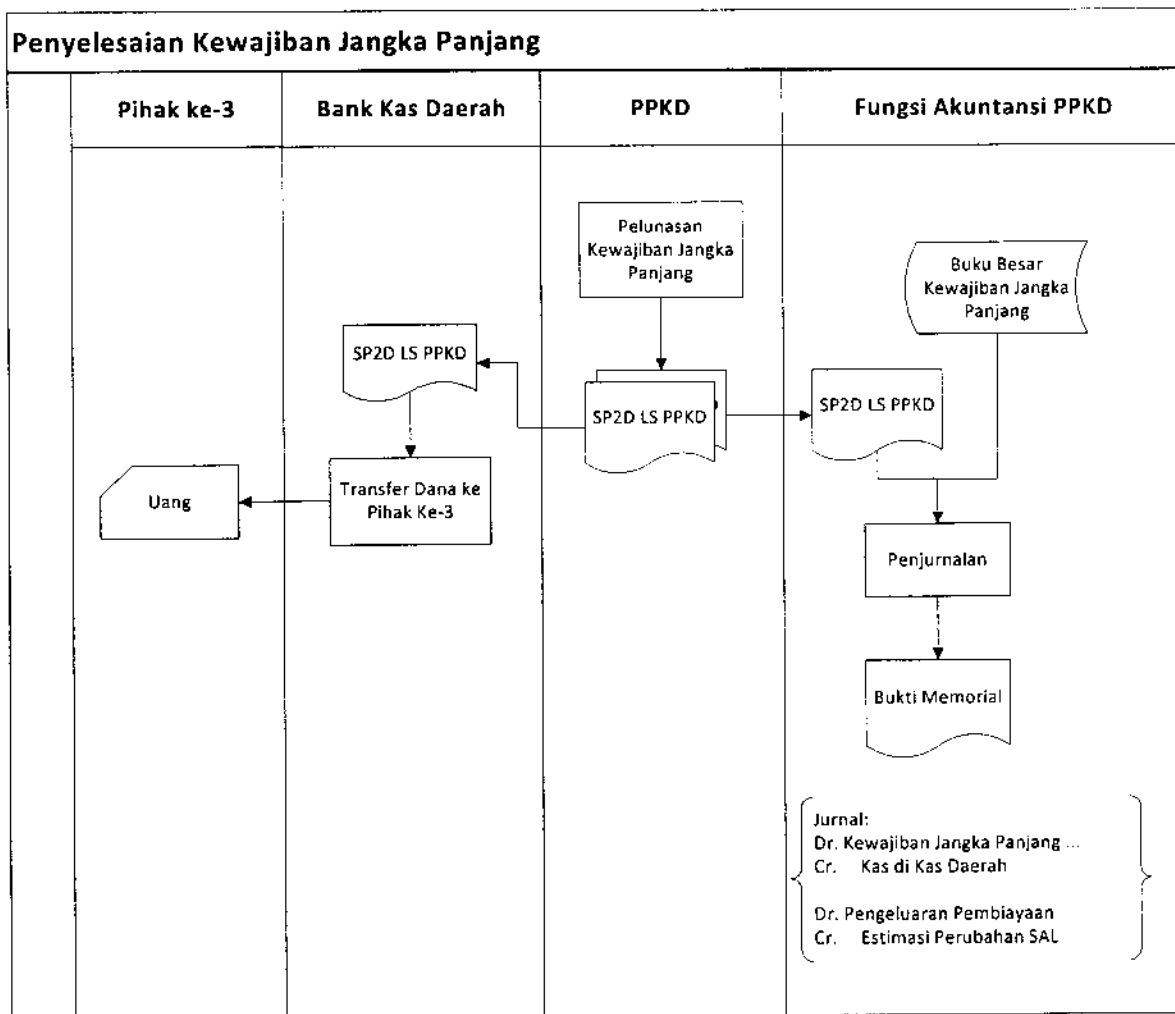 Penyelesaian Kewajiban Jangka Panjang
Pihak ke-3
Bank Kas Daerah
PPKD
Fungsi Akuntansi PPKD
Pelunasan
Kewajiban Jangka
Panjang
Buku Besar
Kewajiban Jangka
Panjang
SP2D LS PPKD
SP2D LS PPKD
SP2D LS PPKD
Uang
Transfer Dana ke
Pihak Ke-3
Penjurnalan
Bukti Memorial
Jurnal:
Dr. Kewajiban Jangka Panjang ...
Cr. Kas di Kas Daerah
Dr. Pengeluaran Pembiayaan
Cr. Estimasi Perubahan SAL